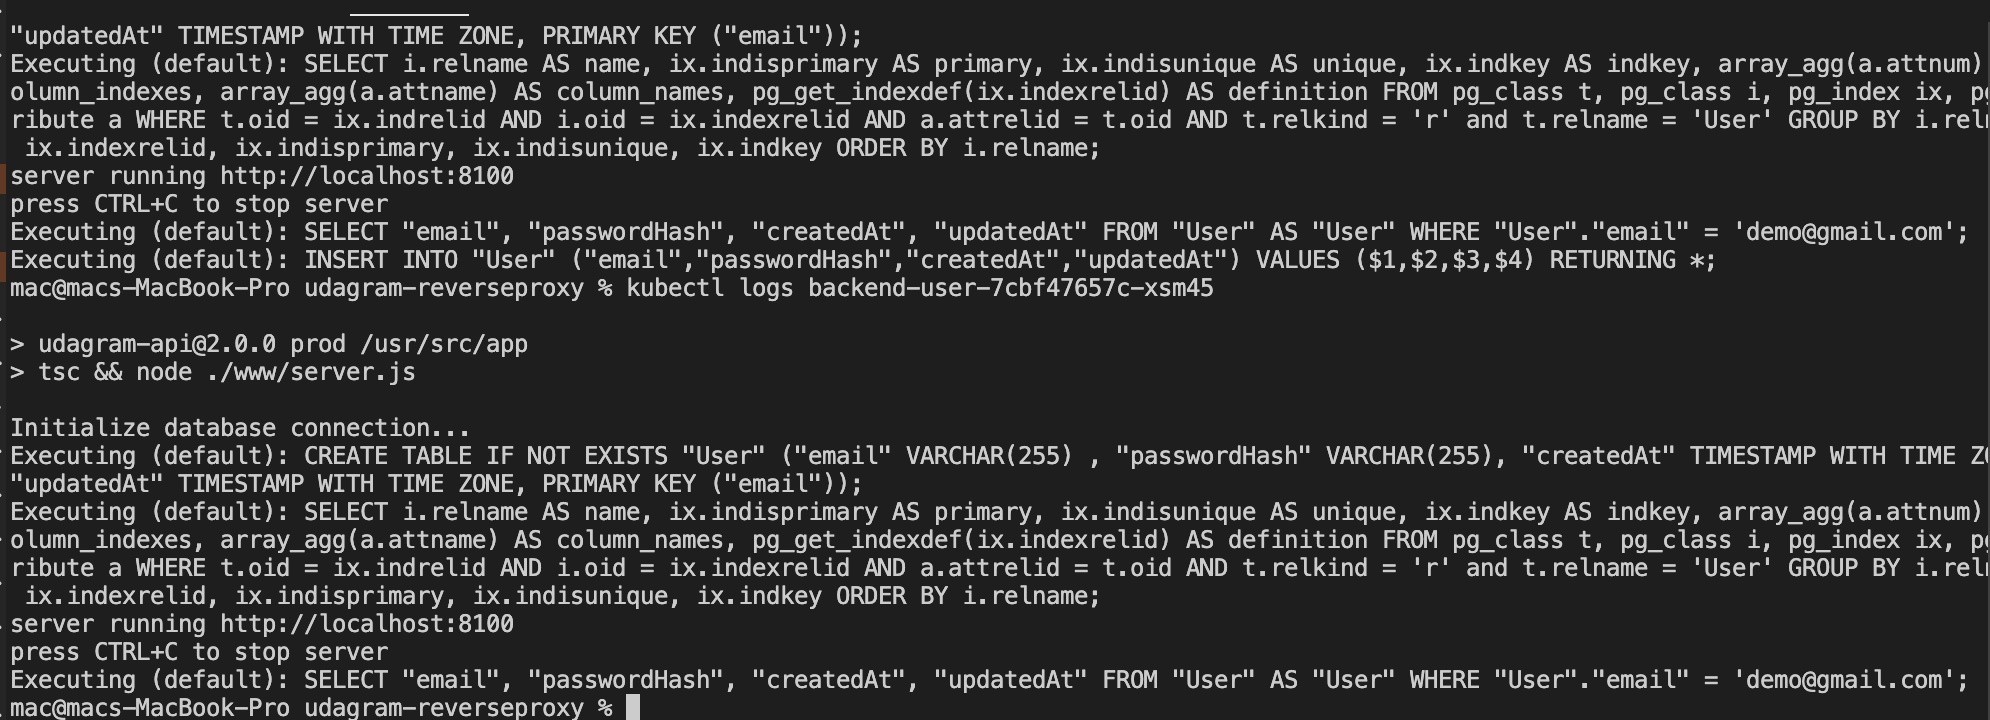 "updatedAt" TIMESTAMP WITH TIME ZONE, PRIMARY KEY ("email"));
Executing (default): SELECT i.relname AS name, ix.indisprimary AS primary, ix.indisunique AS unique, ix.indkey AS indkey, array_agg(a.attnum)
olumn_indexes, array_agg(a.attname) AS column_names, pg_get_indexdef(ix.indexrelid) AS definition FROM pg_class t, pg_class i, pg_index ix, pg
ribute a WHERE t.oid = ix.indrelid AND i.oid = ix.indexrelid AND a.attrelid = t.oid AND t.relkind = 'r' and t.relname = 'User' GROUP BY i.reln
ix.indexrelid, ix.indisprimary, ix.indisunique, ix.indkey ORDER BY i.relname;
server running http://localhost:8100
press CTRL+C to stop server
Executing (default): SELECT "email", "passwordHash", "createdAt", "updatedAt" FROM "User" AS "User" WHERE "User"."email" = 'demo@gmail.com';
Executing (default): INSERT INTO "User" ("email","passwordHash","createdAt","updatedAt") VALUES ($1,$2,$3,$4) RETURNING *;
mac@macs-MacBook-Pro udagram-reverseproxy % kubectl logs backend-user-7cbf47657c-xsm45
> udagram-api@2.0.0 prod /usr/src/app
> tsc && node ./www/server.js
Initialize database connection...
Executing (default): CREATE TABLE IF NOT EXISTS "User" ("email" VARCHAR(255) , "passwordHash" VARCHAR(255), "createdAt" TIMESTAMP WITH TIME ZO
"updatedAt" TIMESTAMP WITH TIME ZONE, PRIMARY KEY ("email"));
Executing (default): SELECT i.relname AS name, ix.indisprimary AS primary, ix.indisunique AS unique, ix.indkey AS indkey, array_agg(a.attnum)
olumn_indexes, array_agg(a.attname) AS column_names, pg_get_indexdef(ix.indexrelid) AS definition FROM pg_class t, pg_class i, pg_index ix, pg
ribute a WHERE t.oid = ix.indrelid AND i.oid = ix.indexrelid AND a.attrelid = t.oid AND t.relkind = 'r' and t.relname = 'User' GROUP BY i.reln
ix.indexrelid, ix.indisprimary, ix.indisunique, ix.indkey ORDER BY i.relname;
server running http://localhost:8100
press CTRL+C to stop server
Executing (default): SELECT "email", "passwordHash", "createdAt", "updatedAt" FROM "User" AS "User" WHERE "User"."email" = 'demo@gmail.com';
mac@macs-MacBook-Pro udagram-reverseproxy %